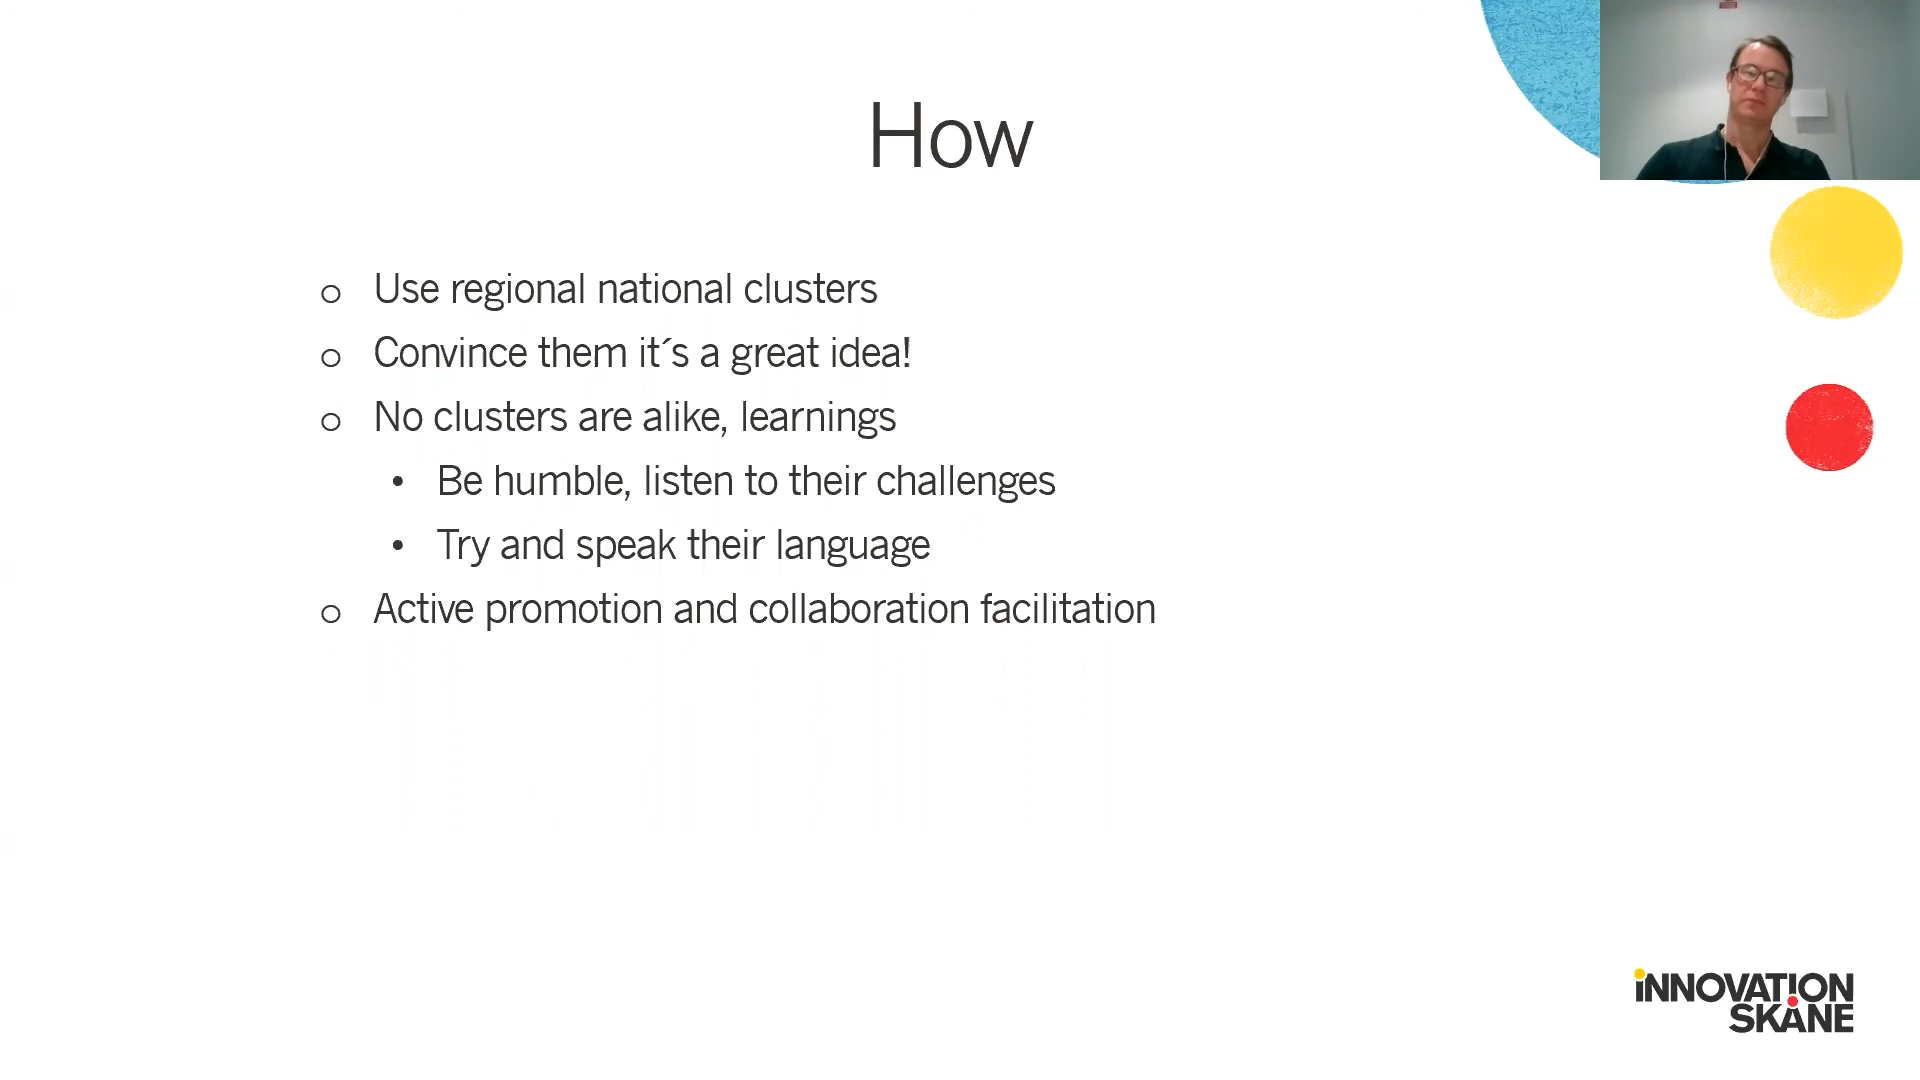 How
o Use regional national clusters
o Convince them it´s a great idea!
o No clusters are alike, learnings
• Be humble, listen to their challenges
• Try and speak their language
o Active promotion and collaboration facilitation
INNOVATION
SKÅNE